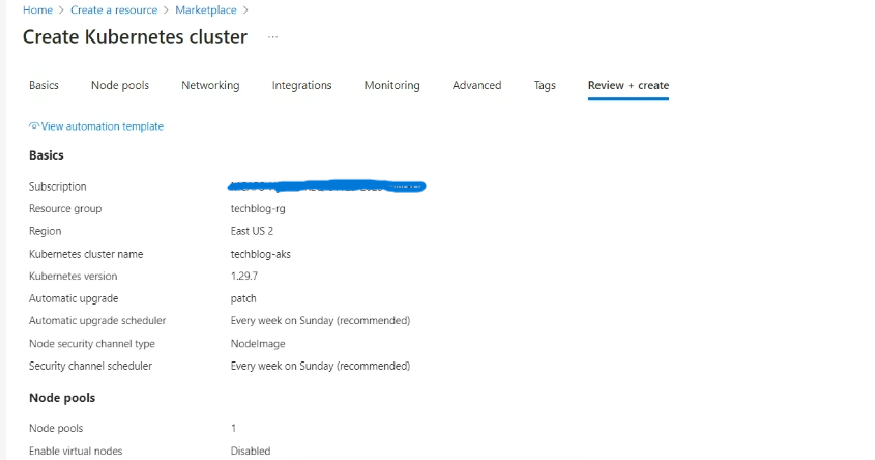 Home > Create a resource > Marketplace >
Create Kubernetes cluster ...
Basics Node pools Networking Integrations Monitoring Advanced Tags Review + create
View automation template
Basics
Subscription
Resource group techblog-rg
Region East US 2
Kubernetes cluster name techblog-aks
Kubernetes version 1.29.7
Automatic upgrade patch
Automatic upgrade scheduler Every week on Sunday (recommended)
Node security channel type NodeImage
Security channel scheduler Every week on Sunday (recommended)
Node pools
Node pools 1
Enable virtual nodes Disabled